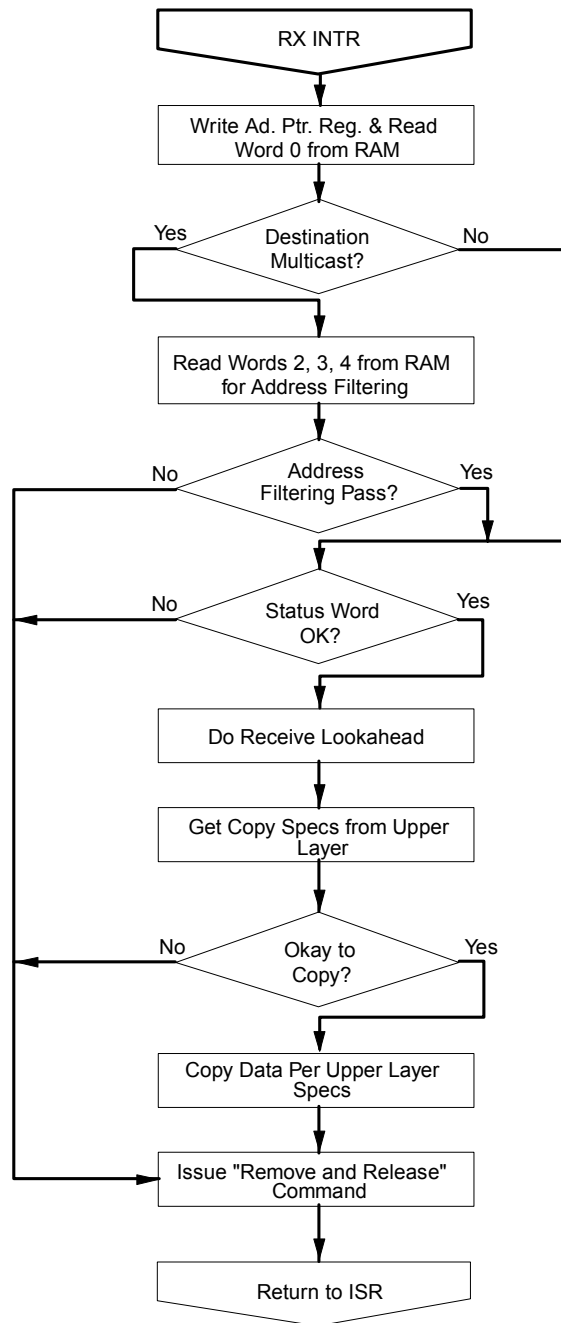 RX INTR
Write Ad. Ptr. Reg. & Read
Word 0 from RAM
Yes
Destination
Multicast?
No
Read Words 2, 3, 4 from RAM
for Address Filtering
No
Address
Filtering Pass?
Yes
No
Status Word
OK?
Yes
Do Receive Lookahead
Get Copy Specs from Upper
Layer
No
Okay to
Copy?
Yes
Copy Data Per Upper Layer
Specs
Issue "Remove and Release"
Command
Return to ISR